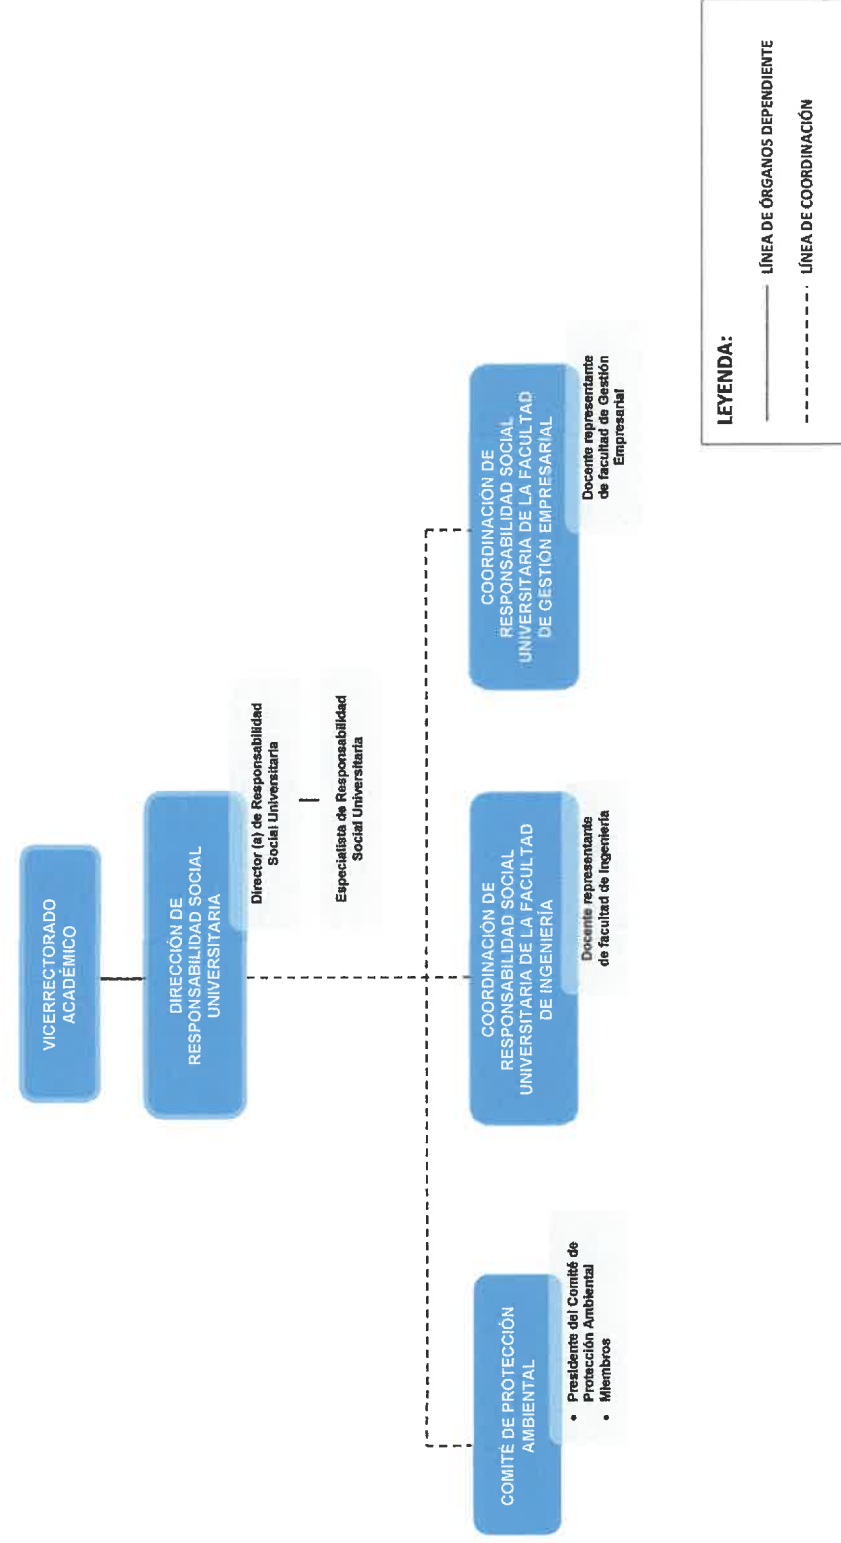 VICERRECTORADO
ACADÉMICO
DIRECCIÓN DE
RESPONSABILIDAD SOCIAL
UNIVERSITARIA
Director (a) de Responsabilidad
Social Universitaria
Especialista de Responsabilidad
Social Universitaria
COMITÉ DE PROTECCIÓN
AMBIENTAL
• Presidente del Comité de
Protección Ambiental
• Miembros
COORDINACIÓN DE
RESPONSABILIDAD SOCIAL
UNIVERSITARIA DE LA FACULTAD
DE INGENIERÍA
Docente representante
de facultad de Ingeniería
COORDINACIÓN DE
RESPONSABILIDAD SOCIAL
UNIVERSITARIA DE LA FACULTAD
DE GESTIÓN EMPRESARIAL
Docente representante
de facultad de Gestión
Empresarial
LEYENDA:
LÍNEA DE ÓRGANOS DEPENDIENTE
LÍNEA DE COORDINACIÓN